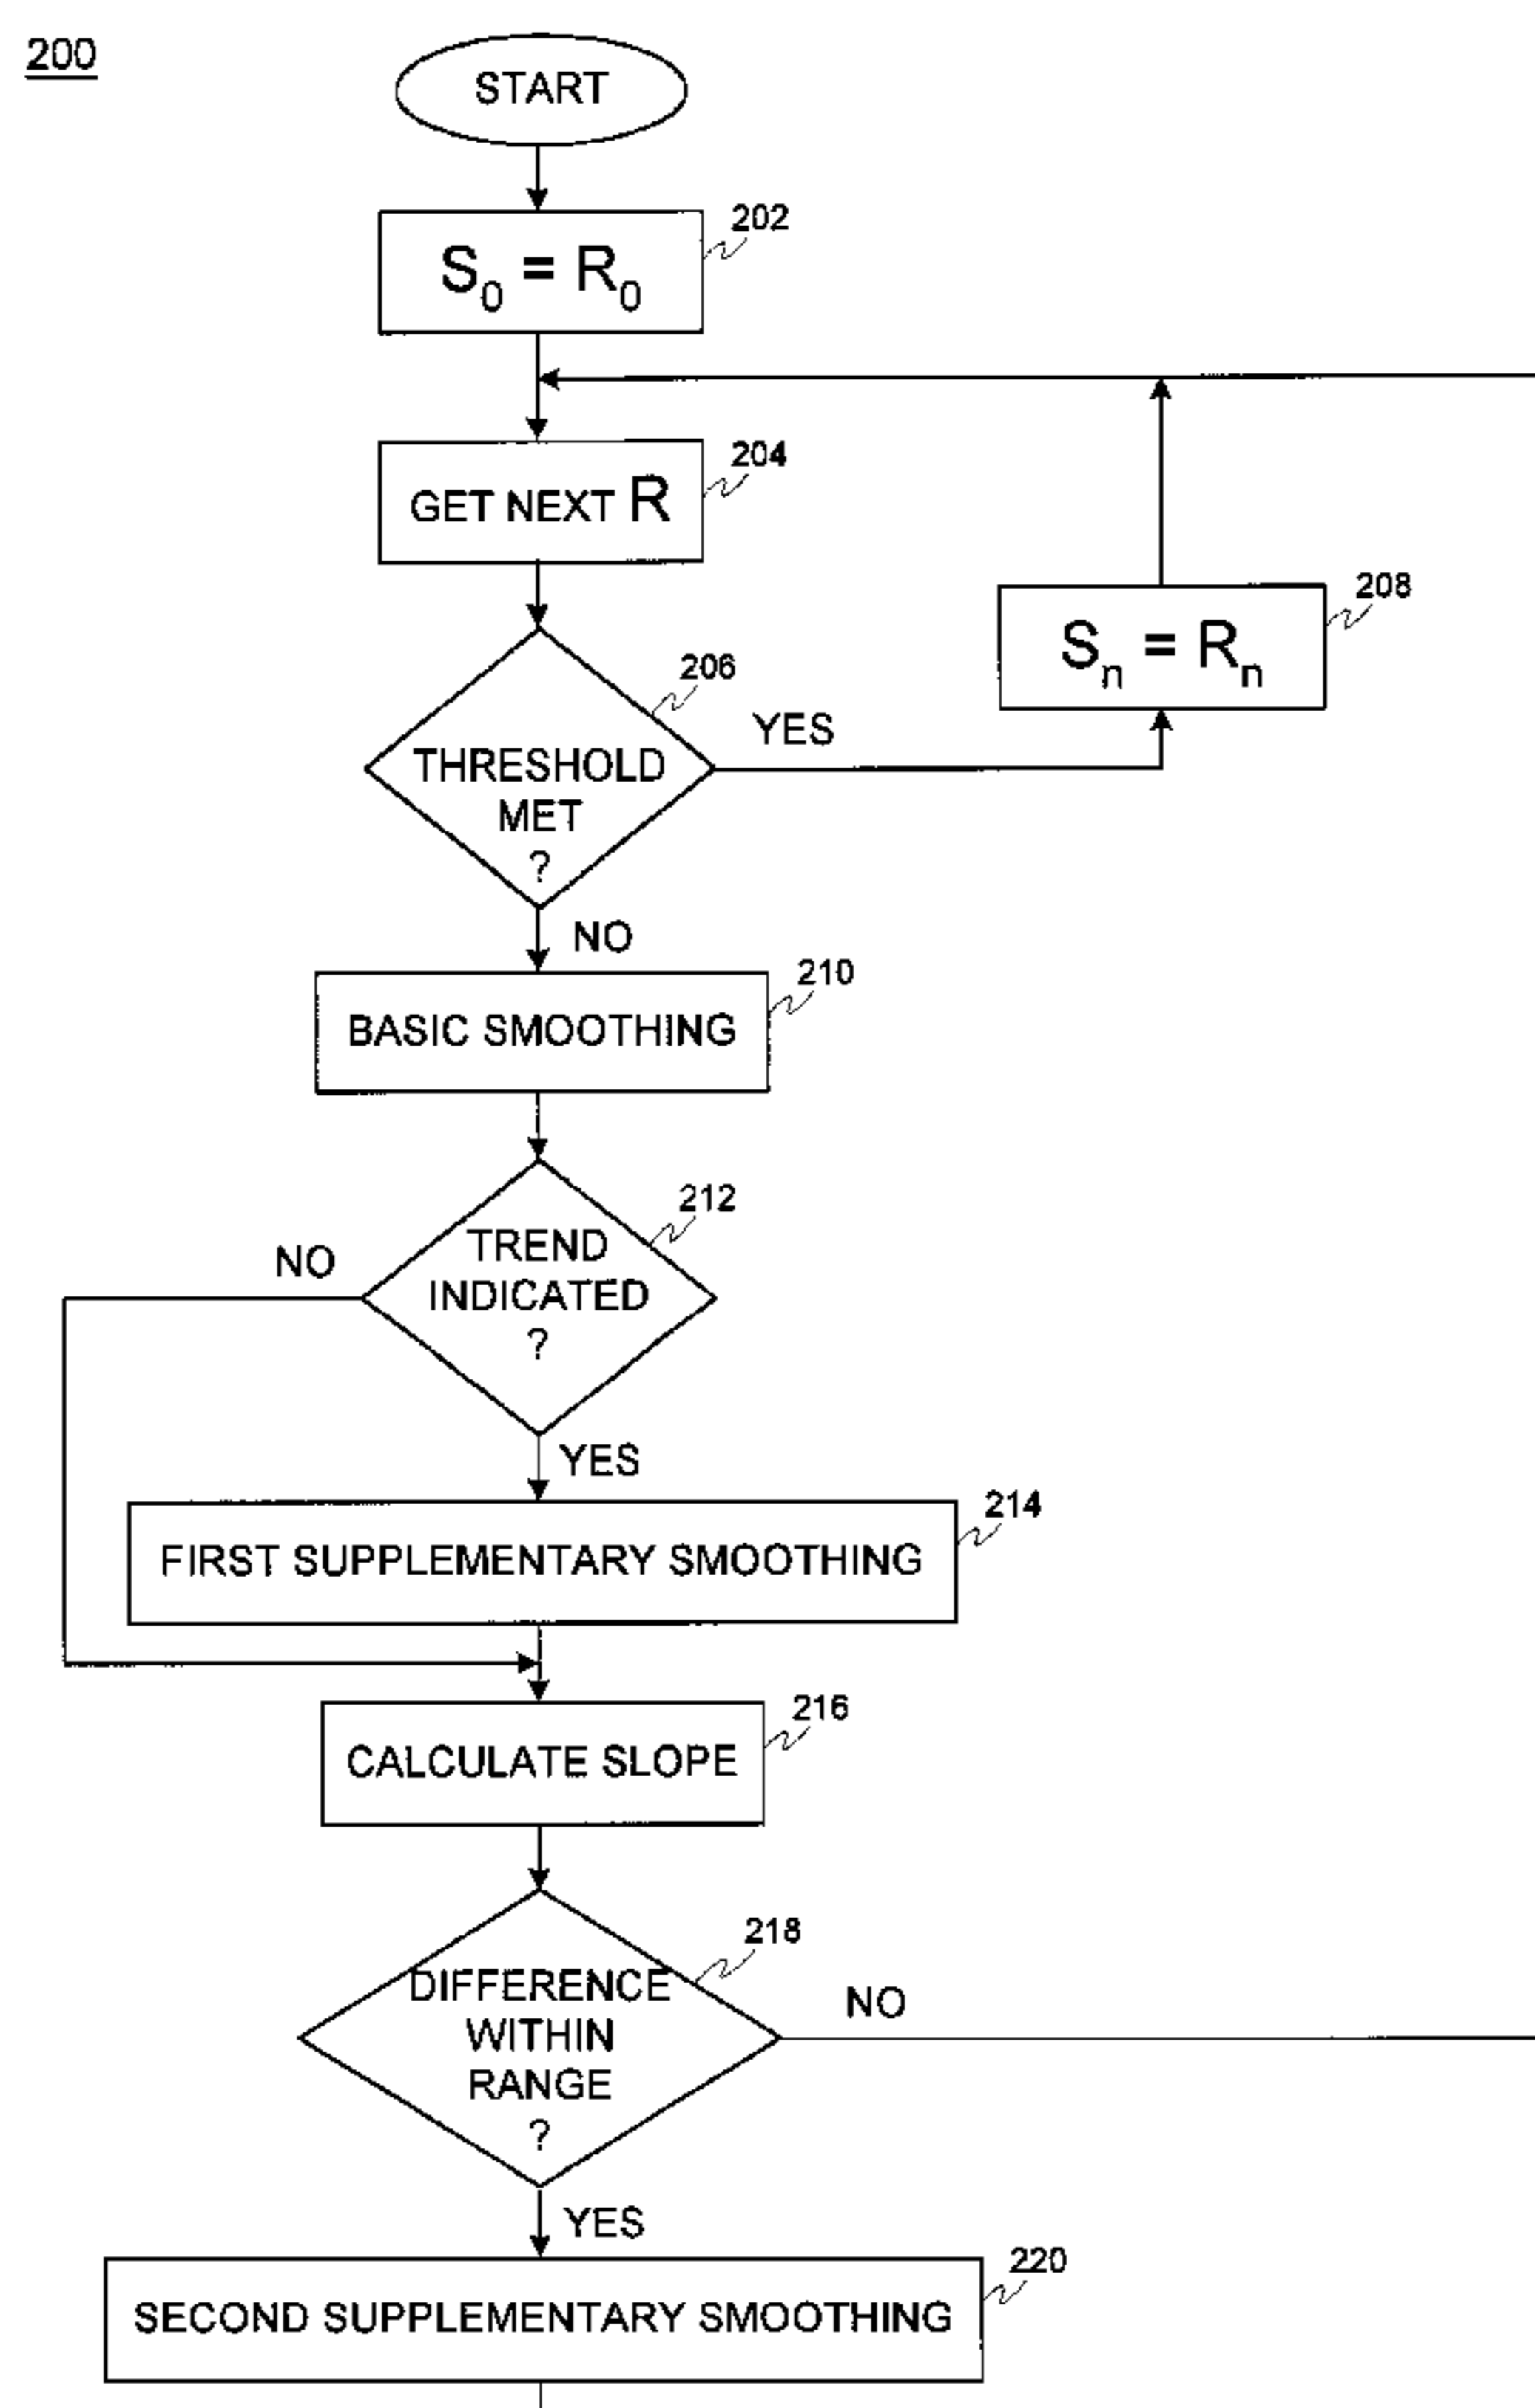 200
START
202
S₀ = R₀
204
GET NEXT R
208
Sₙ = Rₙ
206
YES
THRESHOLD
MET
?
NO
210
BASIC SMOOTHING
212
NO
TREND
INDICATED
?
YES
214
FIRST SUPPLEMENTARY SMOOTHING
216
CALCULATE SLOPE
218
NO
DIFFERENCE
WITHIN
RANGE
?
YES
220
SECOND SUPPLEMENTARY SMOOTHING